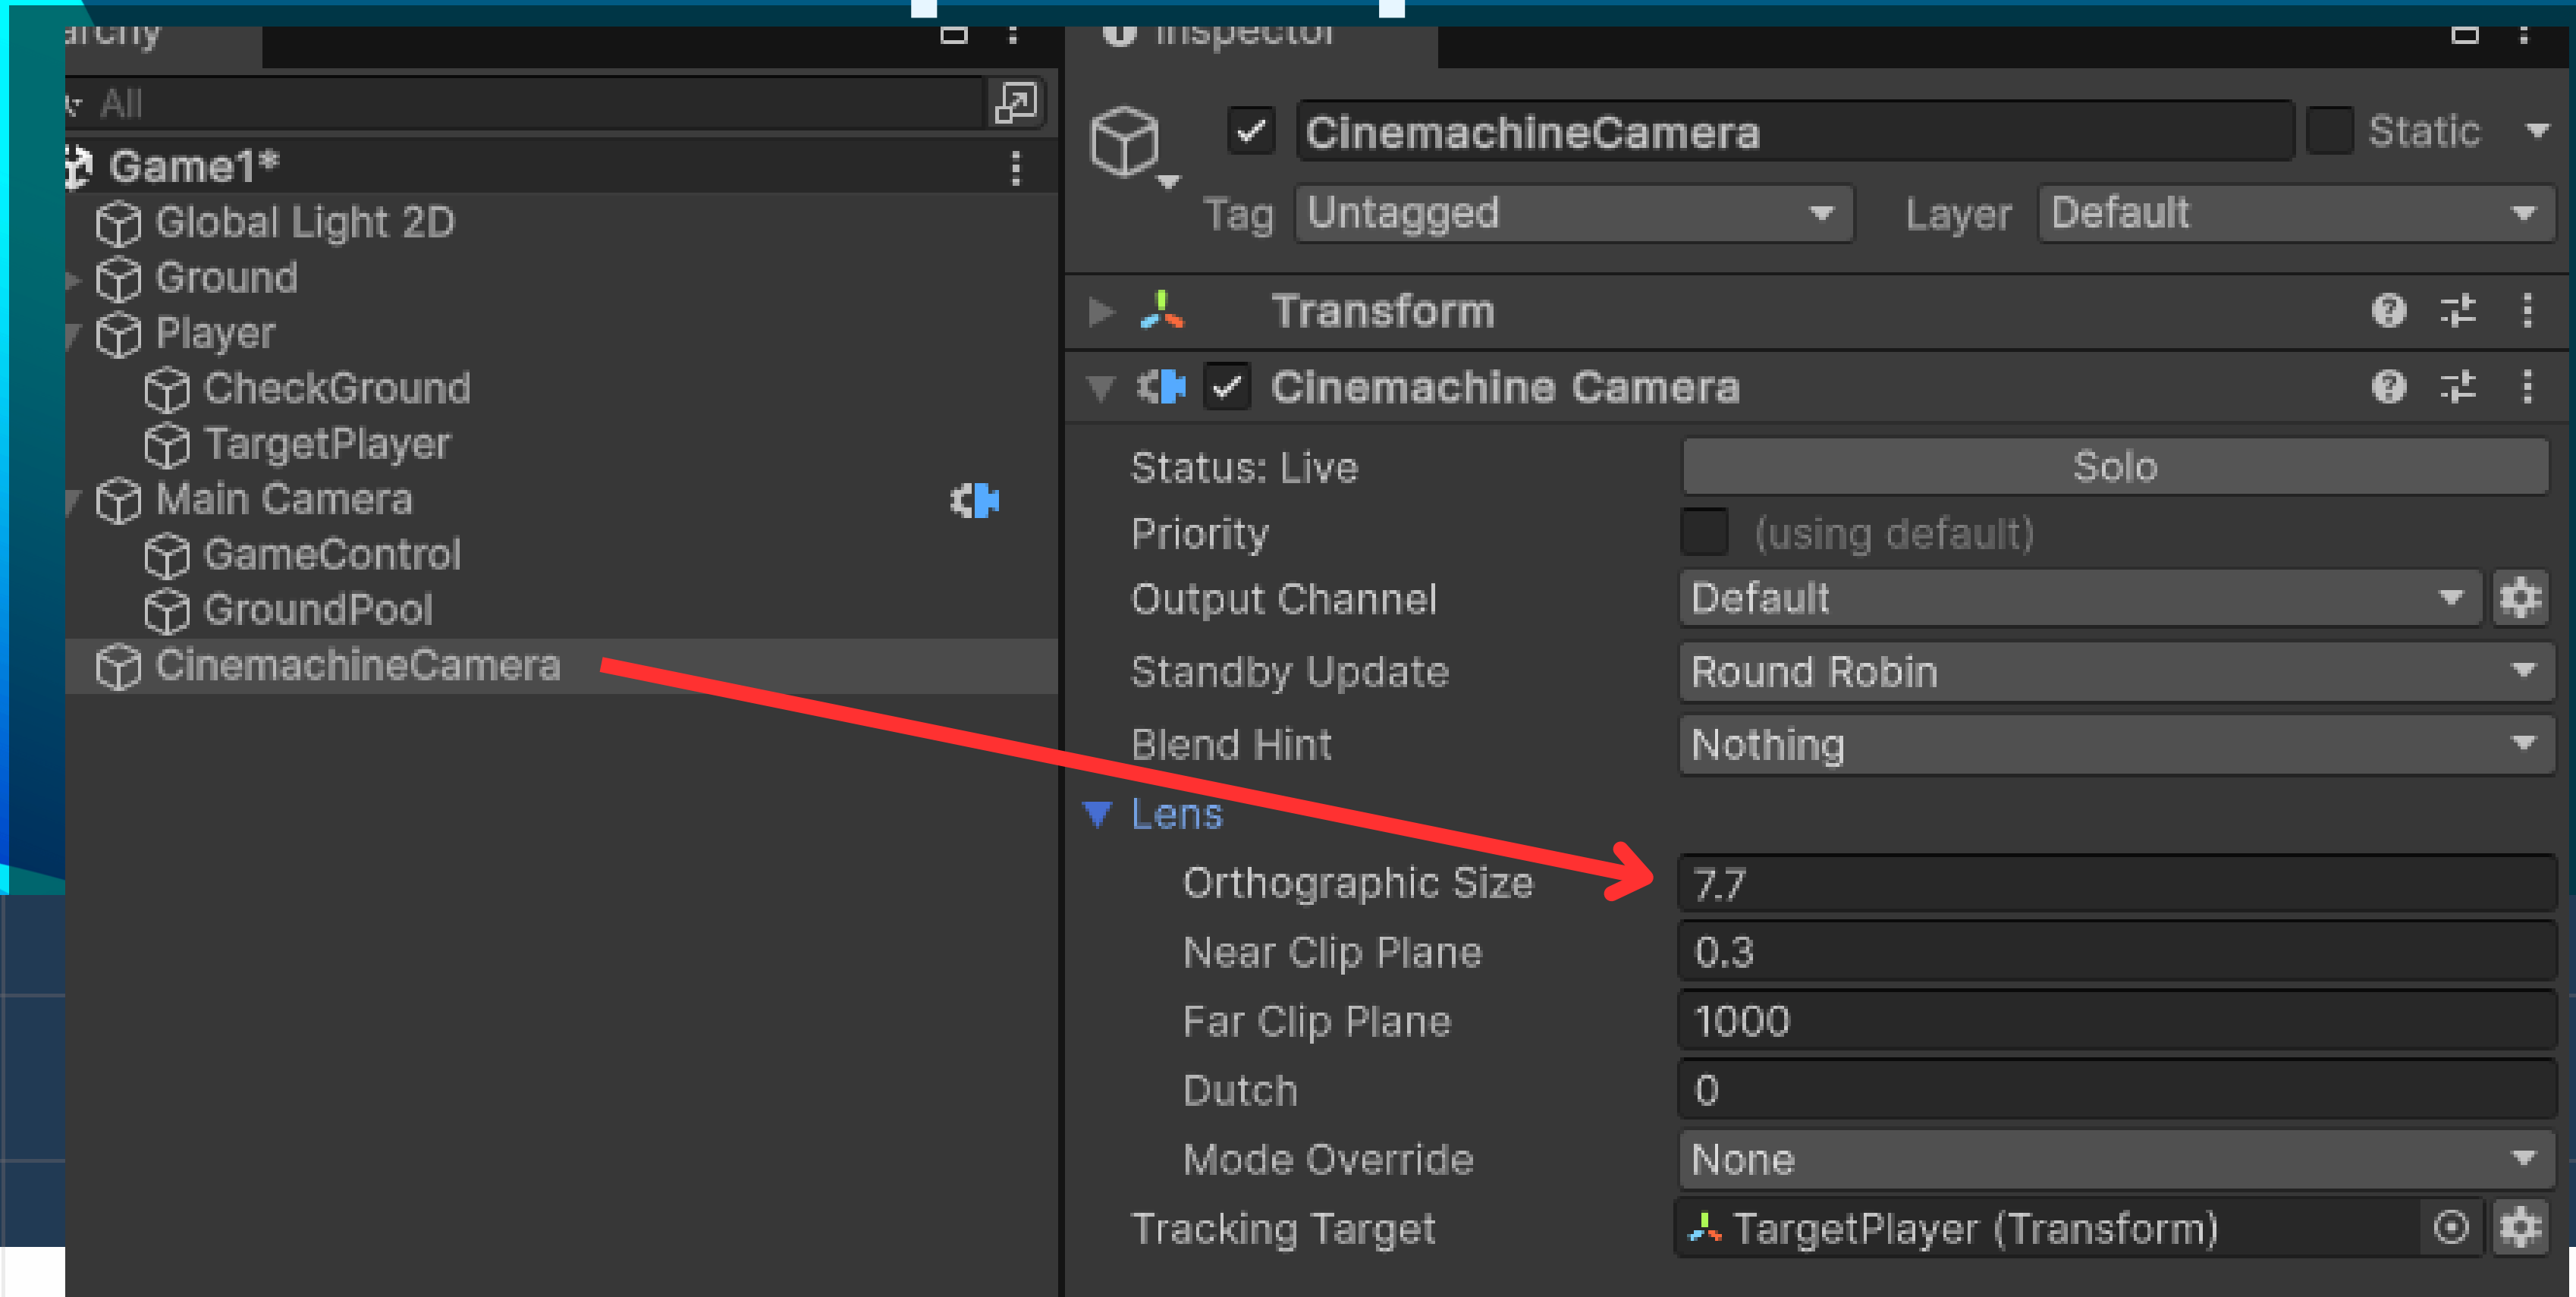 All
Game1*
Global Light 2D
Ground
Player
CheckGround
TargetPlayer
Main Camera
GameControl
GroundPool
CinemachineCamera
Inspector
CinemachineCamera
Static
Tag
Untagged
Layer
Default
Transform
Cinemachine Camera
Status: Live
Solo
Priority
(using default)
Output Channel
Default
Standby Update
Round Robin
Blend Hint
Nothing
Lens
Orthographic Size
7.7
Near Clip Plane
0.3
Far Clip Plane
1000
Dutch
0
Mode Override
None
Tracking Target
TargetPlayer (Transform)